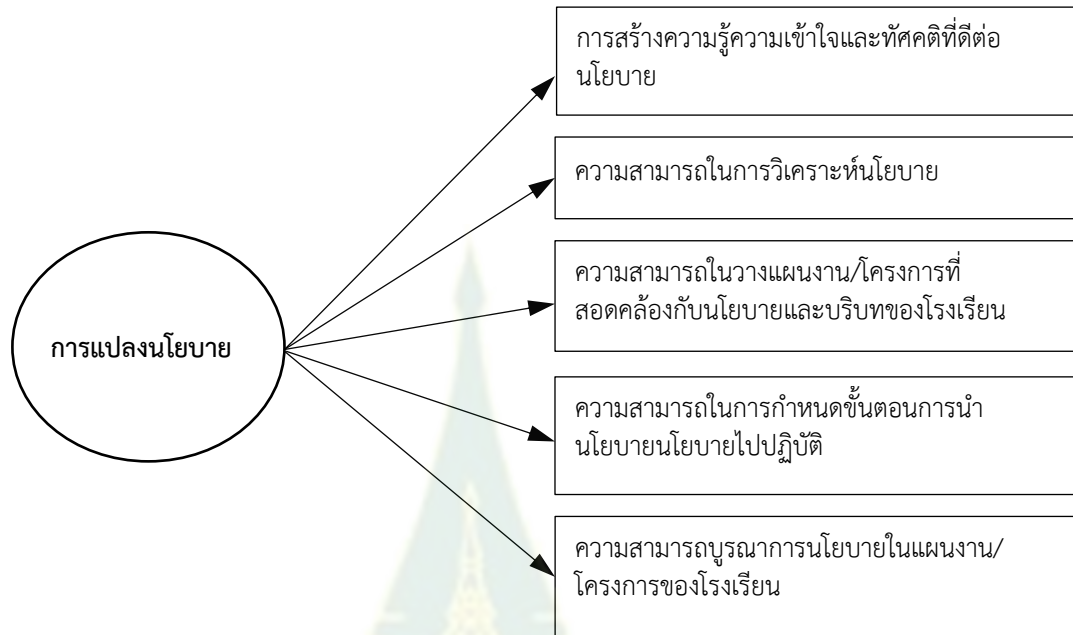 การสร้างความรู้ความเข้าใจและทัศคติที่ดีต่อ
นโยบาย
ความสามารถในการวิเคราะห์นโยบาย
ความสามารถในวางแผนงาน/โครงการที่
สอดคล้องกับนโยบายและบริบทของโรงเรียน
การแปลงนโยบาย
ความสามารถในการกำหนดขั้นตอนการนำ
นโยบายนโยบายไปปฏิบัติ
ความสามารถบูรณาการนโยบายในแผนงาน/
โครงการของโรงเรียน